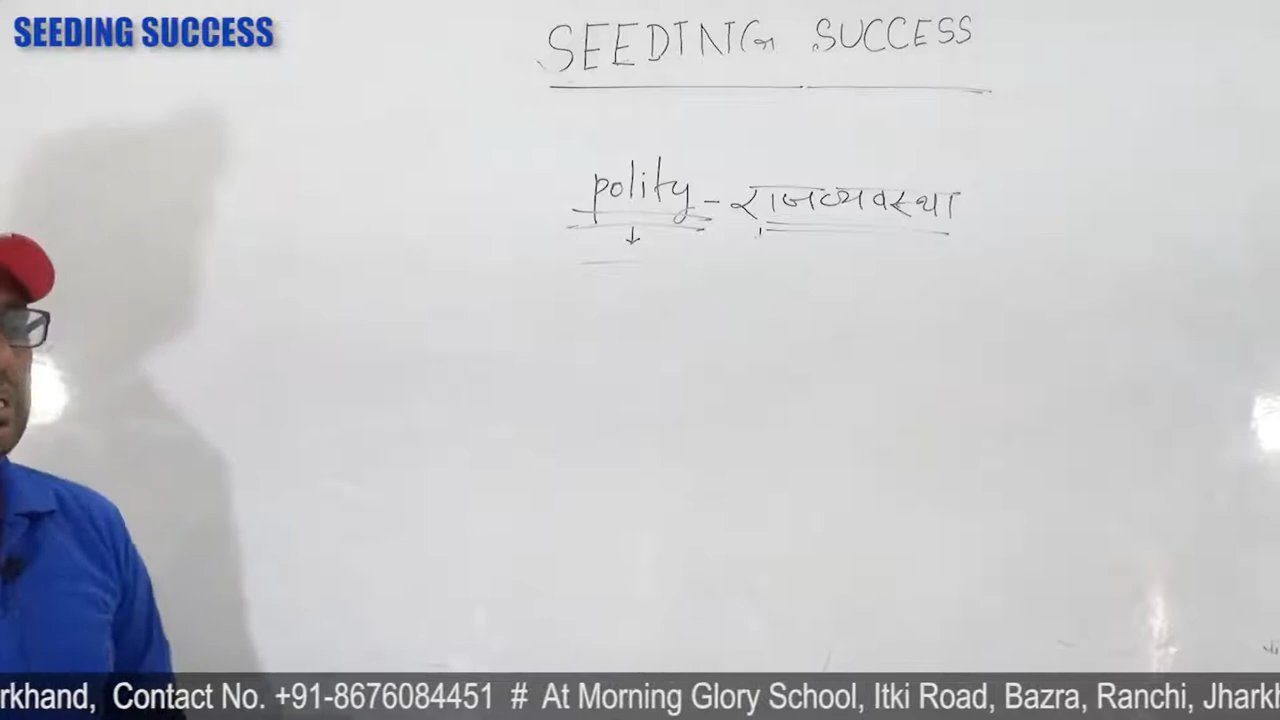 SEEDING SUCCESS
SEEDING SUCCESS
polity - राजव्यवस्था
rkhand, Contact No. +91-8676084451 # At Morning Glory School, Itki Road, Bazra, Ranchi, Jharkh